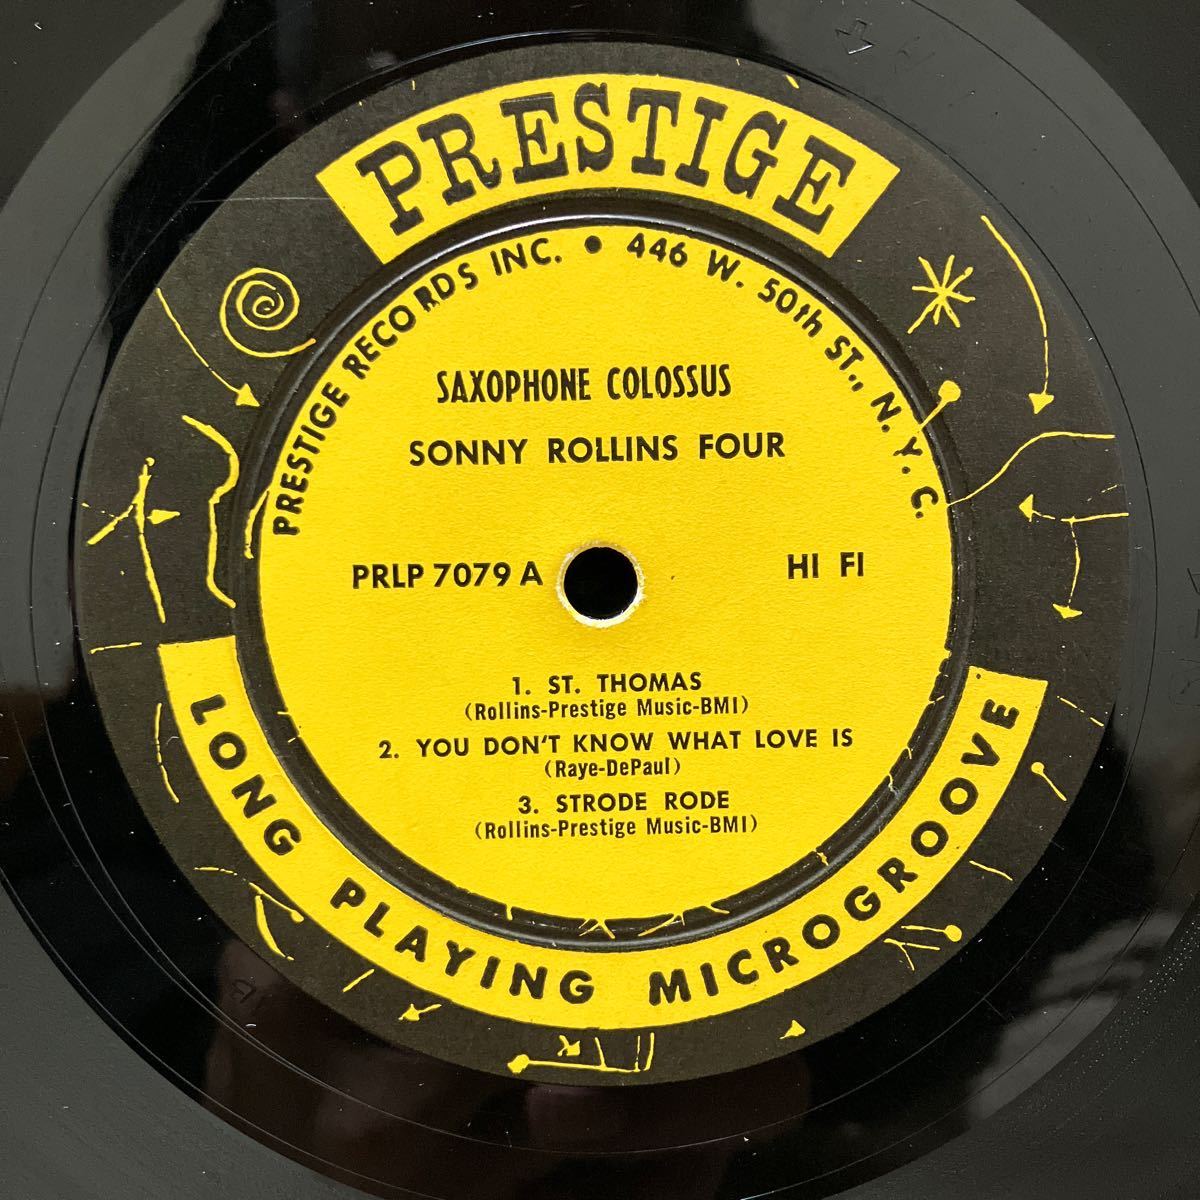 PRESTIGE
PRESTIGE RECORDS INC. • 446 W. 50th ST., N.Y.C.
SAXOPHONE COLOSSUS
SONNY ROLLINS FOUR
PRLP 7079 A
HI FI
1. ST. THOMAS
(Rollins-Prestige Music-BMI)
2. YOU DON'T KNOW WHAT LOVE IS
(Raye-DePaul)
3. STRODE RODE
(Rollins-Prestige Music-BMI)
LONG PLAYING MICROGROOVE